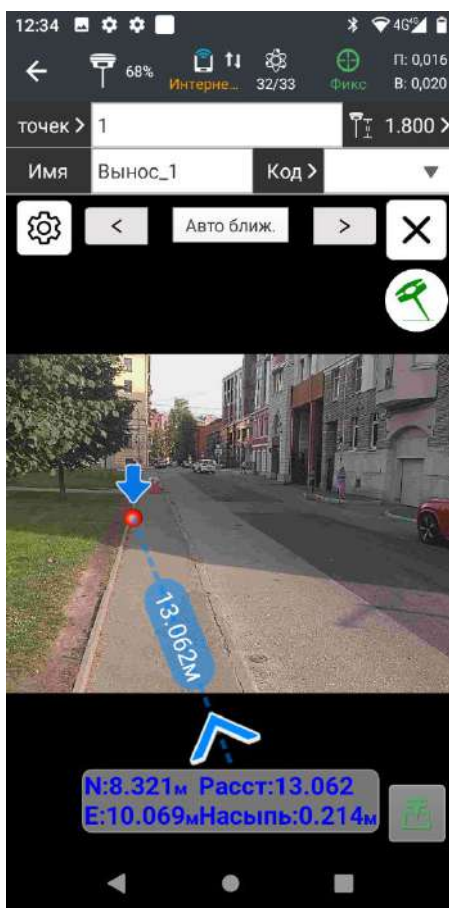 12:34 4G
68% Интерне... 32/33 Фикс П: 0,016
В: 0,020
точек > 1 1.800 >
Имя Вынос_1 Код >
< Авто ближ. >
13.062м
N:8.321м Расст:13.062
E:10.069мНасыпь:0.214м